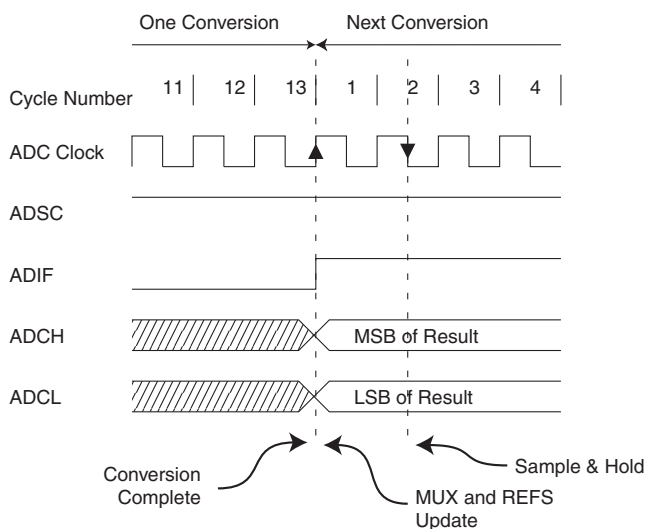 One Conversion Next Conversion
Cycle Number 11 12 13 1 2 3 4
ADC Clock
ADSC
ADIF
ADCH MSB of Result
ADCL LSB of Result
Conversion
Complete
MUX and REFS
Update
Sample & Hold